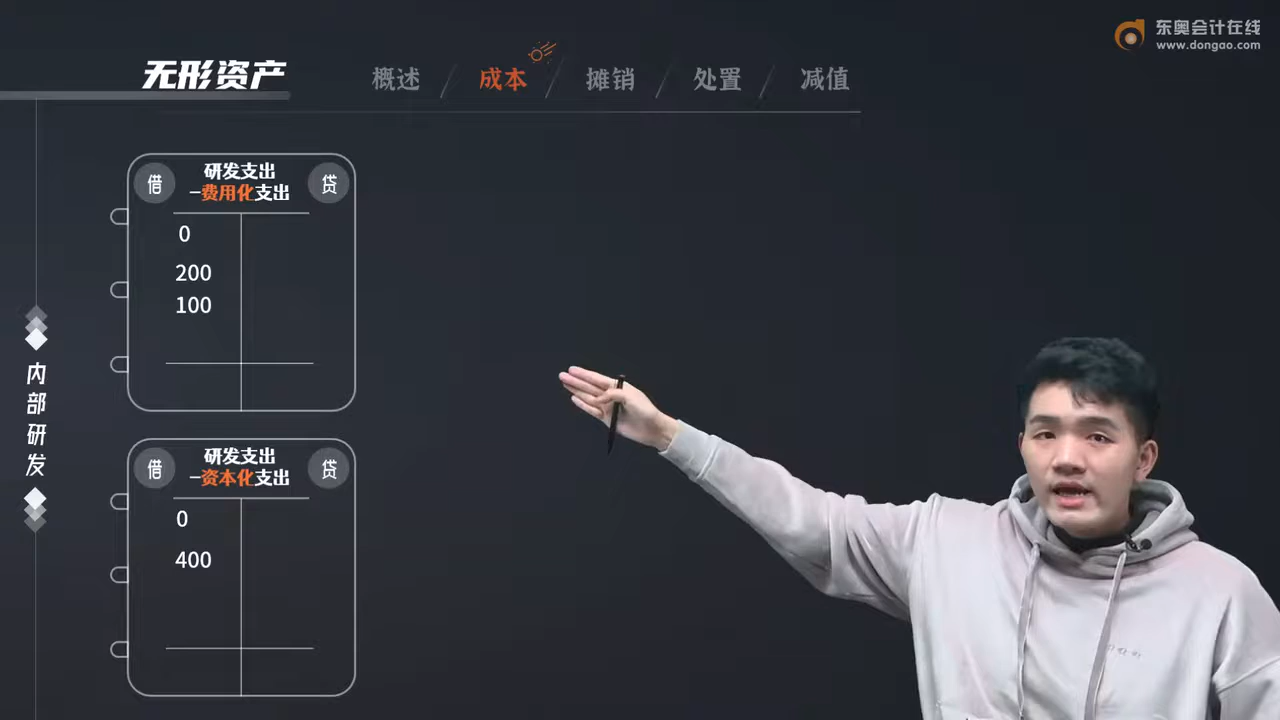 东奥会计在线
www.dongao.com
无形资产
概述 / 成本 / 摊销 / 处置 / 减值
借
研发支出
–费用化支出
贷
0
200
100
内部研发
借
研发支出
–资本化支出
贷
0
400